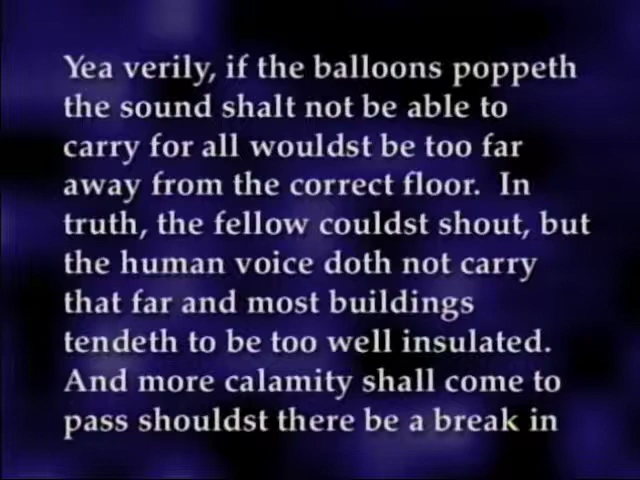 Yea verily, if the balloons poppeth
the sound shalt not be able to
carry for all wouldst be too far
away from the correct floor.  In
truth, the fellow couldst shout, but
the human voice doth not carry
that far and most buildings
tendeth to be too well insulated.
And more calamity shall come to
pass shouldst there be a break in